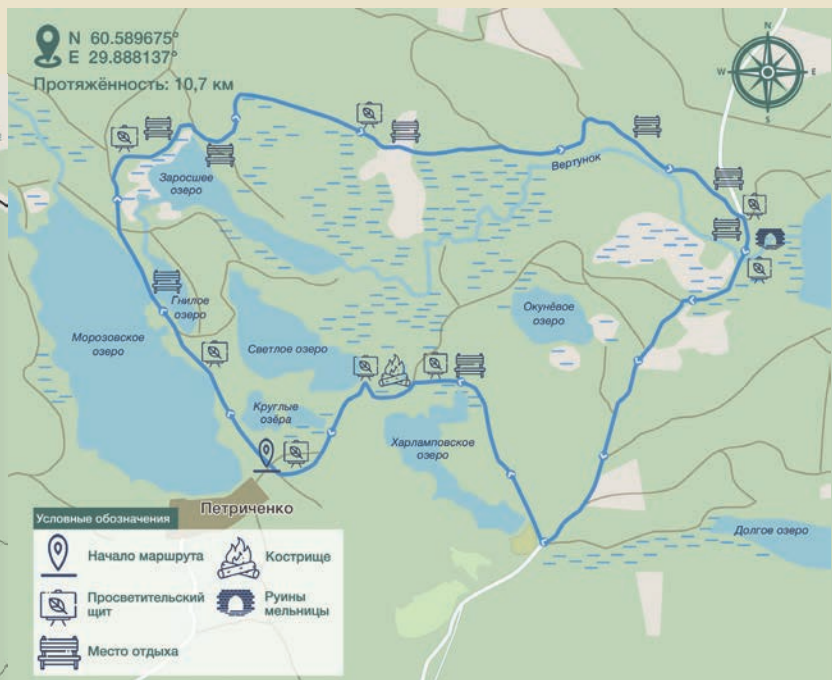 N 60.589675°
E 29.888137°
Протяжённость: 10,7 км
N
W
E
S
Заросшее
озеро
Вертунок
Гнилое
озеро
Окунёвое
озеро
Морозовское
озеро
Светлое озеро
Круглые
озёра
Харламповское
озеро
Петриченко
Долгое озеро
Условные обозначения
Начало маршрута
Кострище
Просветительский
щит
Руины
мельницы
Место отдыха